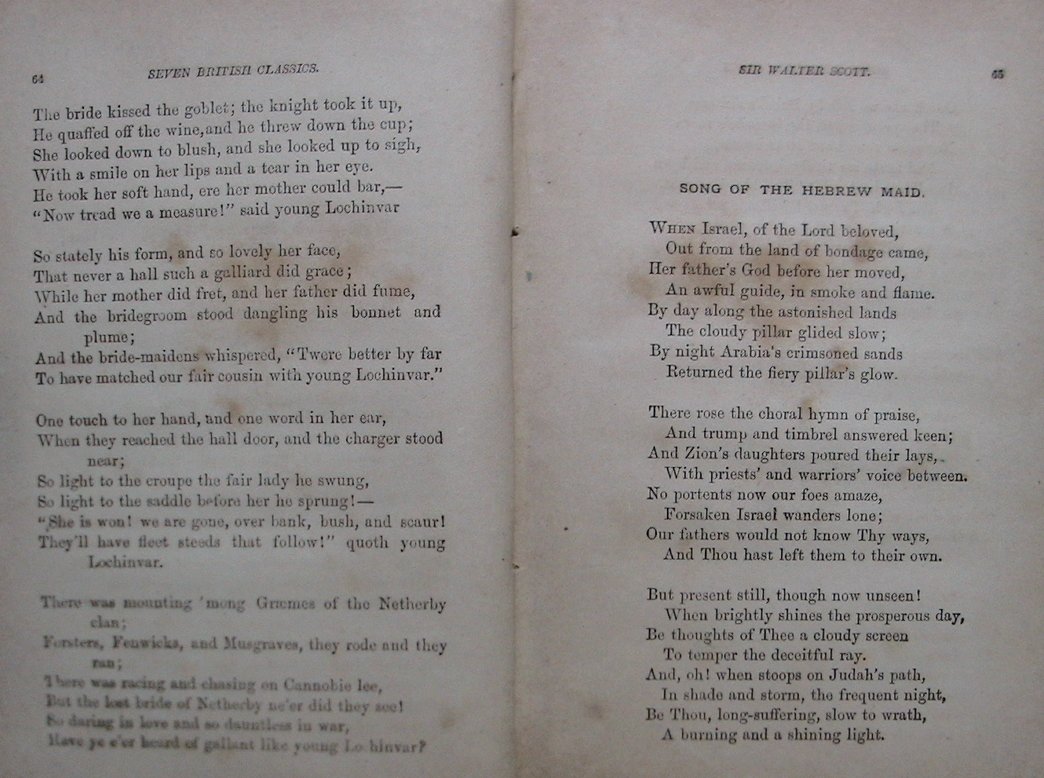 64
SEVEN BRITISH CLASSICS.
The bride kissed the goblet; the knight took it up,
He quaffed off the wine, and he threw down the cup;
She looked down to blush, and she looked up to sigh,
With a smile on her lips and a tear in her eye.
He took her soft hand, ere her mother could bar,—
“Now tread we a measure!” said young Lochinvar
So stately his form, and so lovely her face,
That never a hall such a galliard did grace;
While her mother did fret, and her father did fume,
And the bridegroom stood dangling his bonnet and
plume;
And the bride-maidens whispered, “Twere better by far
To have matched our fair cousin with young Lochinvar.”
One touch to her hand, and one word in her ear,
When they reached the hall door, and the charger stood
near;
So light to the croupe the fair lady he swung,
So light to the saddle before her he sprung!—
“She is won! we are gone, over bank, bush, and scaur!
They'll have fleet steeds that follow!” quoth young
Lochinvar.
There was mounting 'mong Græmes of the Netherby
clan;
Forsters, Fenwicks, and Musgraves, they rode and they
ran;
There was racing and chasing on Cannobie lee,
But the lost bride of Netherby ne'er did they see!
So daring in love and so dauntless in war,
Have ye e'er heard of gallant like young Lochinvar?
SIR WALTER SCOTT.
65
SONG OF THE HEBREW MAID.
WHEN Israel, of the Lord beloved,
Out from the land of bondage came,
Her father's God before her moved,
An awful guide, in smoke and flame.
By day along the astonished lands
The cloudy pillar glided slow;
By night Arabia's crimsoned sands
Returned the fiery pillar's glow.
There rose the choral hymn of praise,
And trump and timbrel answered keen;
And Zion's daughters poured their lays,
With priests' and warriors' voice between.
No portents now our foes amaze,
Forsaken Israel wanders lone;
Our fathers would not know Thy ways,
And Thou hast left them to their own.
But present still, though now unseen!
When brightly shines the prosperous day,
Be thoughts of Thee a cloudy screen
To temper the deceitful ray.
And, oh! when stoops on Judah's path,
In shade and storm, the frequent night,
Be Thou, long-suffering, slow to wrath,
A burning and a shining light.